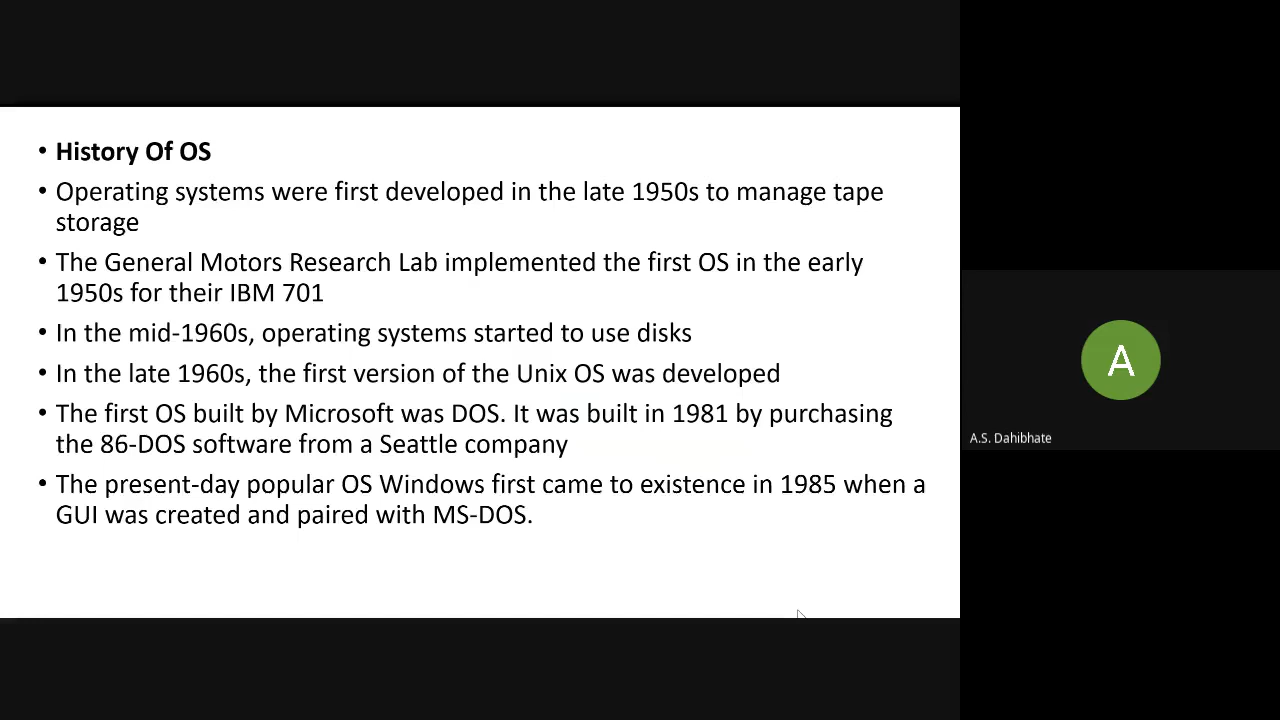 • History Of OS
• Operating systems were first developed in the late 1950s to manage tape
storage
• The General Motors Research Lab implemented the first OS in the early
1950s for their IBM 701
• In the mid-1960s, operating systems started to use disks
• In the late 1960s, the first version of the Unix OS was developed
• The first OS built by Microsoft was DOS. It was built in 1981 by purchasing
the 86-DOS software from a Seattle company
• The present-day popular OS Windows first came to existence in 1985 when a
GUI was created and paired with MS-DOS.
A
A.S. Dahibhate